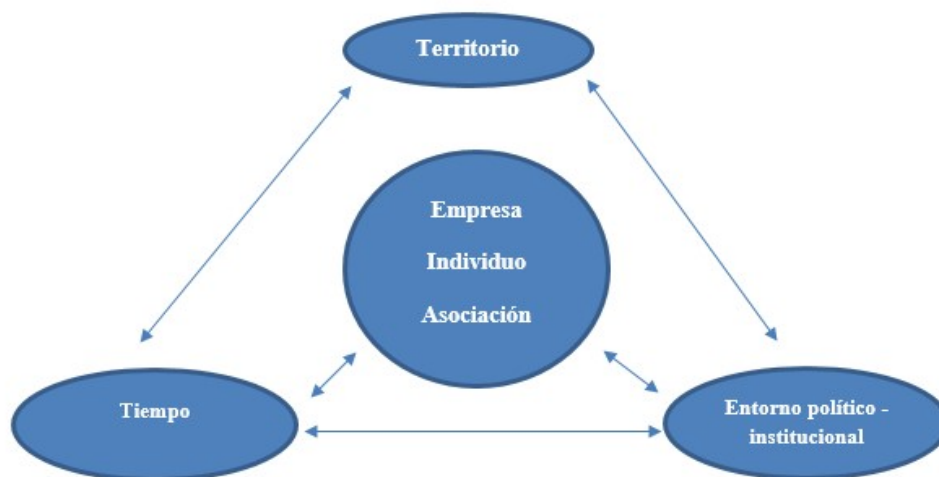 Territorio
Empresa
Individuo
Asociación
Tiempo
Entorno político -
institucional